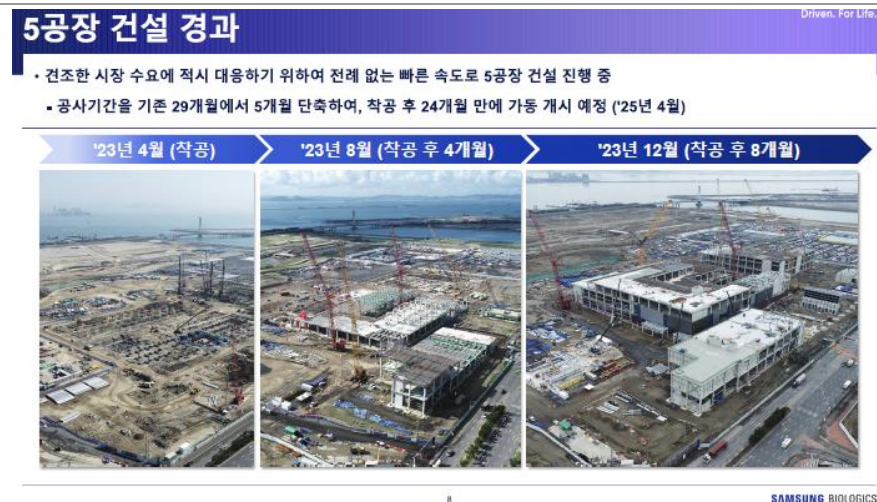 Driven. For Life.
5공장 건설 경과
• 견조한 시장 수요에 적시 대응하기 위하여 전례 없는 빠른 속도로 5공장 건설 진행 중
▪ 공사기간을 기존 29개월에서 5개월 단축하여, 착공 후 24개월 만에 가동 개시 예정 ('25년 4월)
'23년 4월 (착공) '23년 8월 (착공 후 4개월) '23년 12월 (착공 후 8개월)
8
SAMSUNG BIOLOGICS